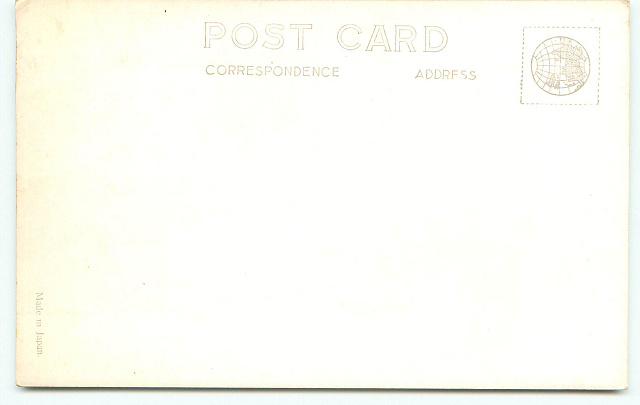 POST CARD
CORRESPONDENCE ADDRESS
Made in Japan.